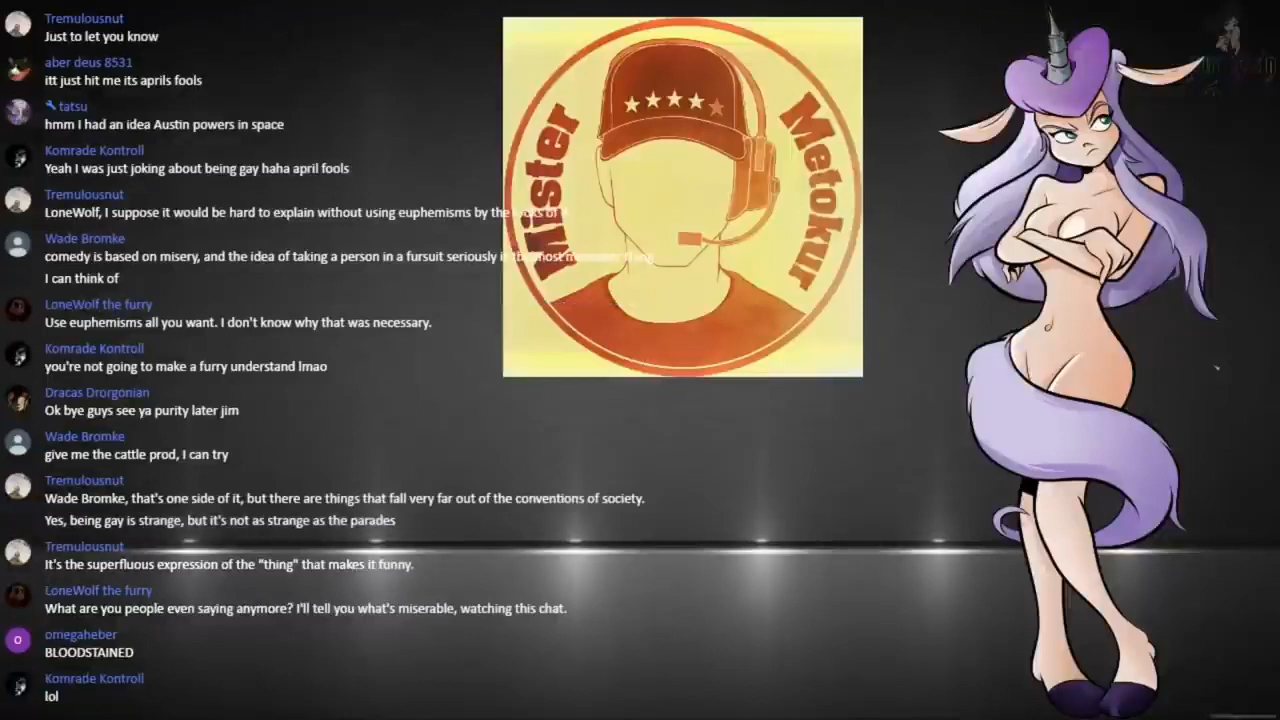 Tremulousnut
Just to let you know
aber deus 8531
itt just hit me its aprils fools
tatsu
hmm I had an idea Austin powers in space
Komrade Kontroll
Yeah I was just joking about being gay haha april fools
Tremulousnut
LoneWolf, I suppose it would be hard to explain without using euphemisms by the looks of
Wade Bromke
comedy is based on misery, and the idea of taking a person in a fursuit seriously is the most thing
I can think of
LoneWolf the furry
Use euphemisms all you want. I don't know why that was necessary.
Komrade Kontroll
you're not going to make a furry understand lmao
Dracas Drorgonian
Ok bye guys see ya purity later jim
Wade Bromke
give me the cattle prod, I can try
Tremulousnut
Wade Bromke, that's one side of it, but there are things that fall very far out of the conventions of society.
Yes, being gay is strange, but it's not as strange as the parades
Tremulousnut
It's the superfluous expression of the "thing" that makes it funny.
LoneWolf the furry
What are you people even saying anymore? I'll tell you what's miserable, watching this chat.
O
omegaheber
BLOODSTAINED
Komrade Kontroll
lol
Mister
Metokur